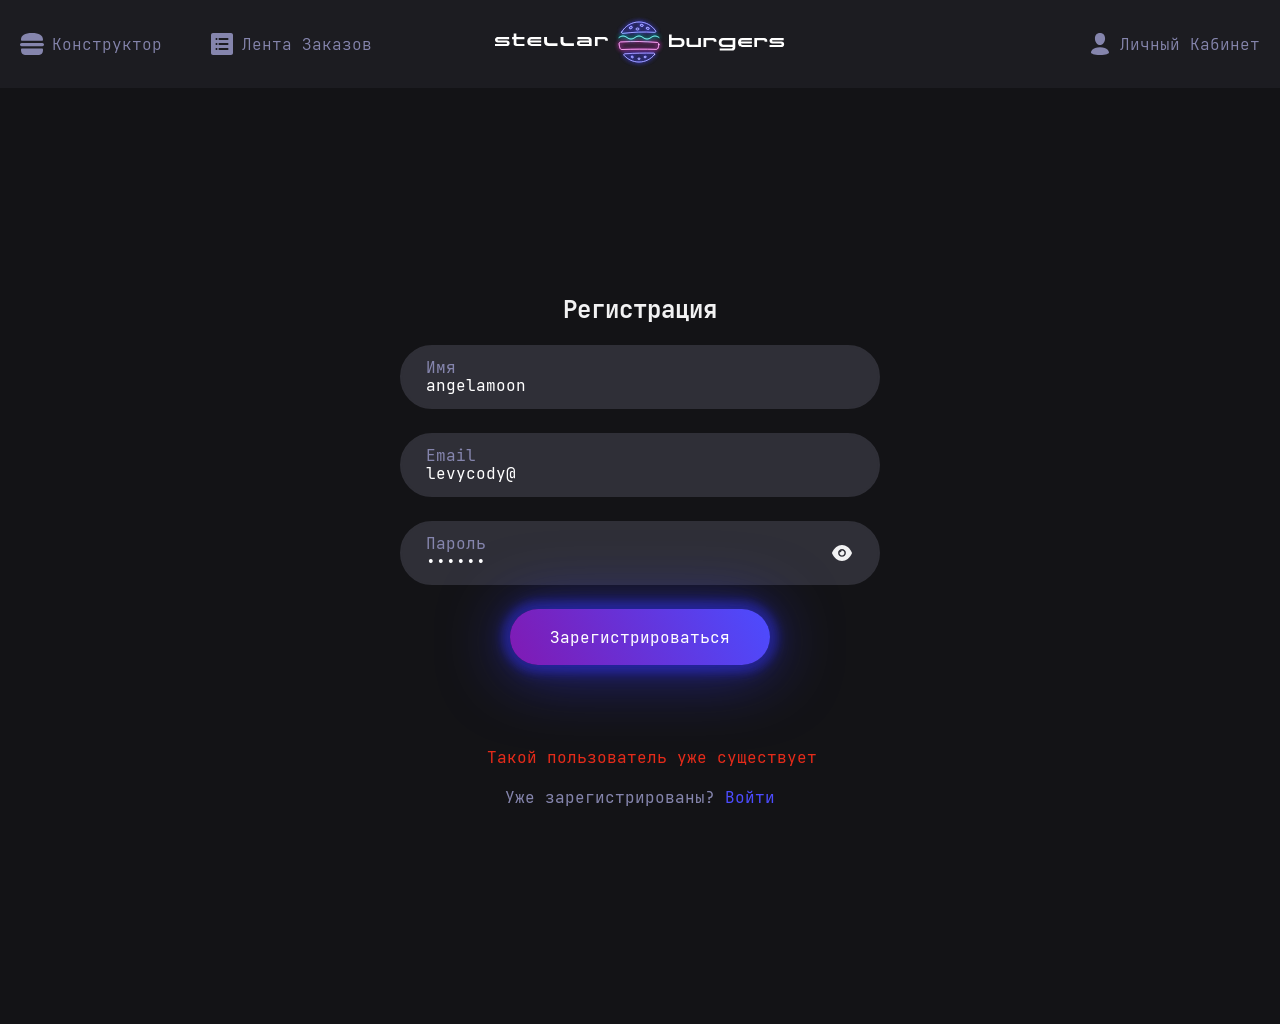 Конструктор
Лента Заказов
stellar burgers
Личный Кабинет
Регистрация
Имя
angelamoon
Email
levycody@
Пароль
••••••
Зарегистрироваться
Такой пользователь уже существует
Уже зарегистрированы? Войти